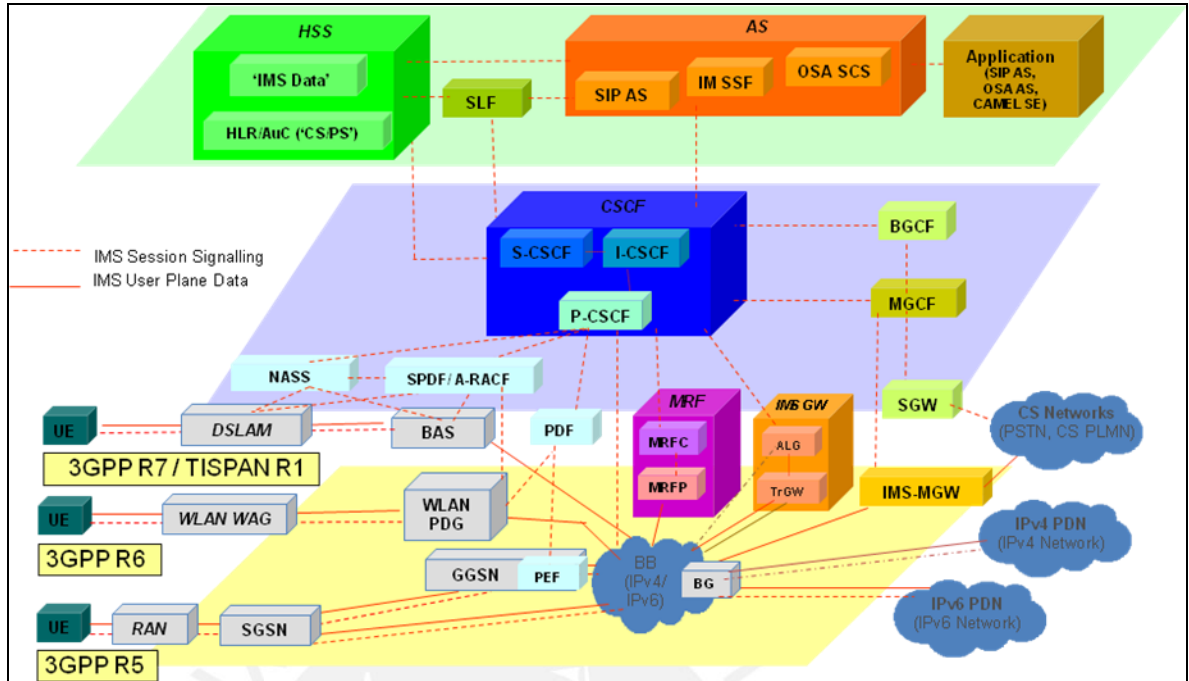 HSS
AS
'IMS Data'
HLR/AuC ('CS/PS')
SLF
SIP AS
IM SSF
OSA SCS
Application
(SIP AS,
OSA AS,
CAMEL SE)
CSCF
S-CSCF
I-CSCF
P-CSCF
BGCF
MGCF
IMS Session Signalling
IMS User Plane Data
NASS
SPDF/A-RACF
SGW
CS Networks
(PSTN, CS PLMN)
UE
DSLAM
BAS
PDF
MRF
MRFC
MRFP
IMS GW
ALG
TrGW
IMS-MGW
3GPP R7 / TISPAN R1
UE
WLAN WAG
WLAN
PDG
3GPP R6
GGSN
PEF
BB
(IPv4/
IPv6)
BG
IPv4 PDN
(IPv4 Network)
IPv6 PDN
(IPv6 Network)
UE
RAN
SGSN
3GPP R5